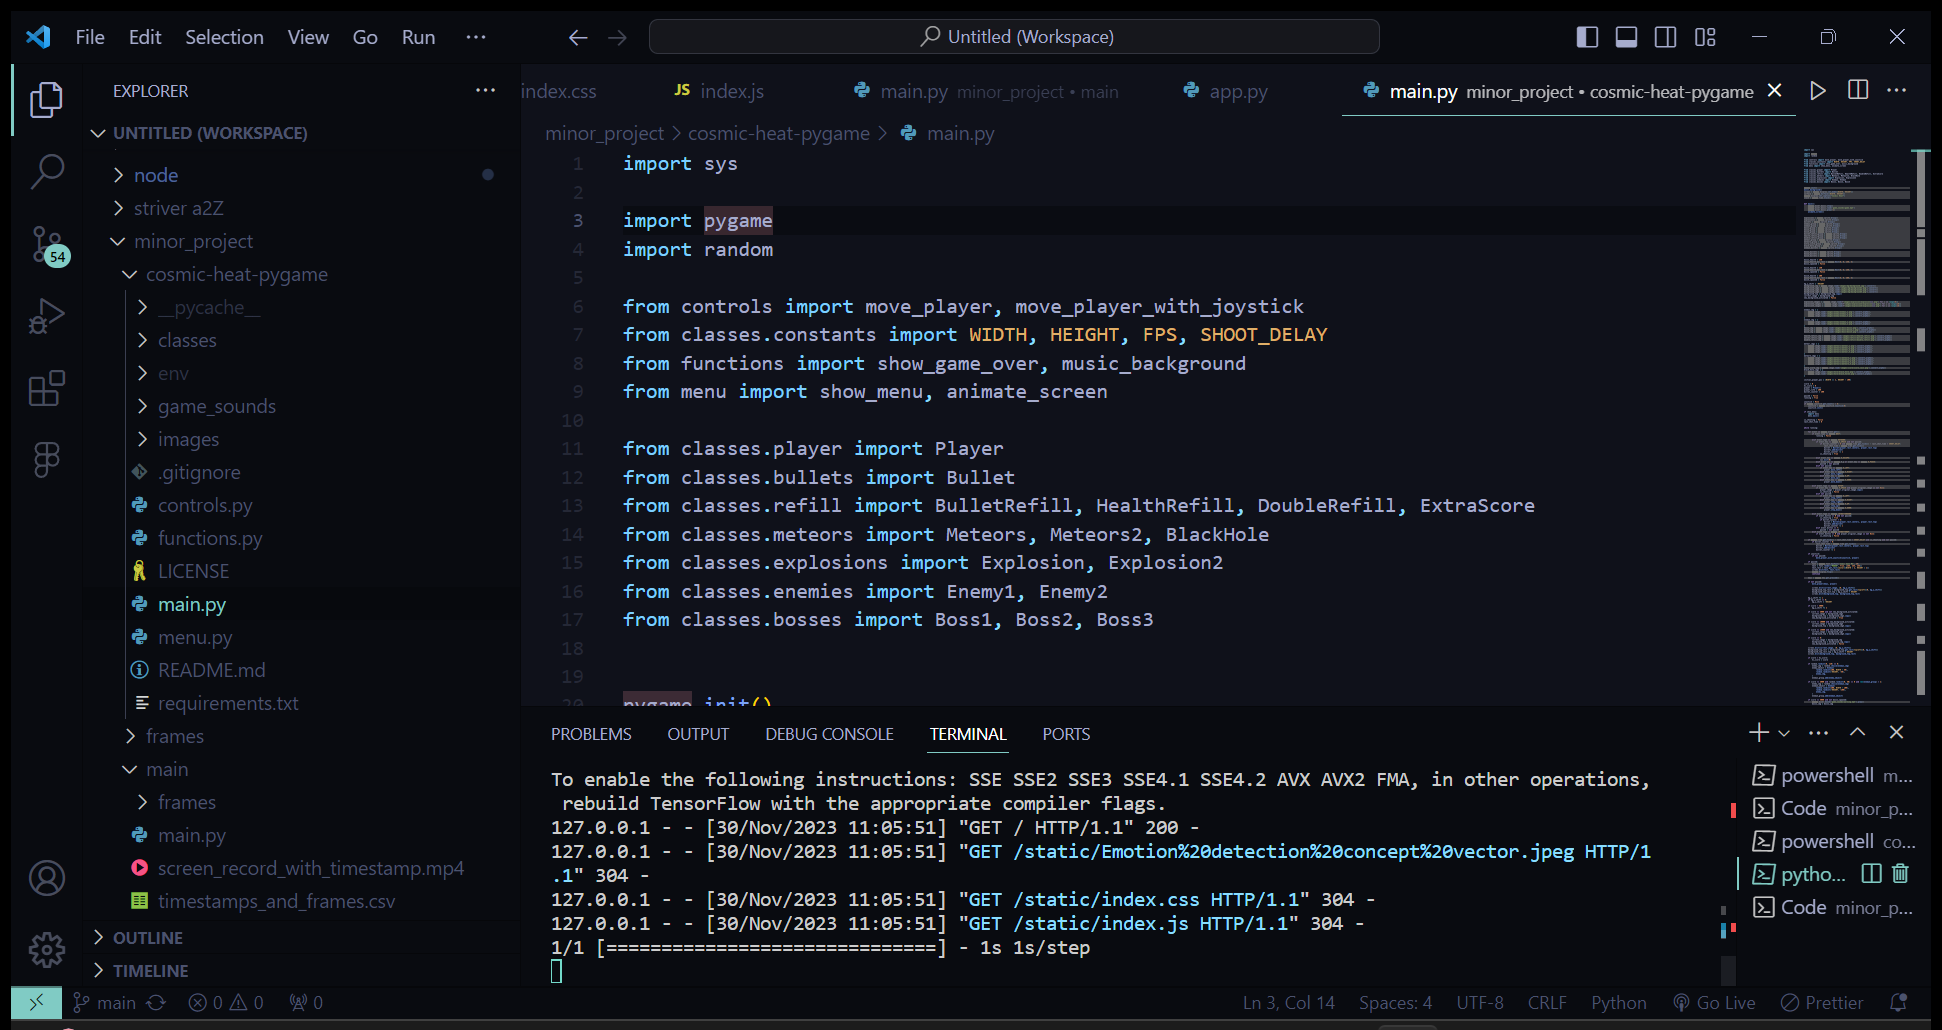 File Edit Selection View Go Run ···
Untitled (Workspace)
EXPLORER ···
UNTITLED (WORKSPACE)
node
striver a2Z
minor_project
cosmic-heat-pygame
__pycache__
classes
env
game_sounds
images
.gitignore
controls.py
functions.py
LICENSE
main.py
menu.py
README.md
requirements.txt
frames
main
frames
main.py
screen_record_with_timestamp.mp4
timestamps_and_frames.csv
OUTLINE
TIMELINE
54
index.css JS index.js main.py minor_project • main app.py main.py minor_project • cosmic-heat-pygame
minor_project > cosmic-heat-pygame > main.py
1 import sys
2
3 import pygame
4 import random
5
6 from controls import move_player, move_player_with_joystick
7 from classes.constants import WIDTH, HEIGHT, FPS, SHOOT_DELAY
8 from functions import show_game_over, music_background
9 from menu import show_menu, animate_screen
10
11 from classes.player import Player
12 from classes.bullets import Bullet
13 from classes.refill import BulletRefill, HealthRefill, DoubleRefill, ExtraScore
14 from classes.meteors import Meteors, Meteors2, BlackHole
15 from classes.explosions import Explosion, Explosion2
16 from classes.enemies import Enemy1, Enemy2
17 from classes.bosses import Boss1, Boss2, Boss3
18
19
20 pygame.init()
PROBLEMS OUTPUT DEBUG CONSOLE TERMINAL PORTS
To enable the following instructions: SSE SSE2 SSE3 SSE4.1 SSE4.2 AVX AVX2 FMA, in other operations,
rebuild TensorFlow with the appropriate compiler flags.
127.0.0.1 - - [30/Nov/2023 11:05:51] "GET / HTTP/1.1" 200 -
127.0.0.1 - - [30/Nov/2023 11:05:51] "GET /static/Emotion%20detection%20concept%20vector.jpeg HTTP/1
.1" 304 -
127.0.0.1 - - [30/Nov/2023 11:05:51] "GET /static/index.css HTTP/1.1" 304 -
127.0.0.1 - - [30/Nov/2023 11:05:51] "GET /static/index.js HTTP/1.1" 304 -
1/1 [==============================] - 1s 1s/step
powershell m...
Code minor_p...
powershell co...
pytho...
Code minor_p...
main 0 0 0 Ln 3, Col 14 Spaces: 4 UTF-8 CRLF Python Go Live Prettier